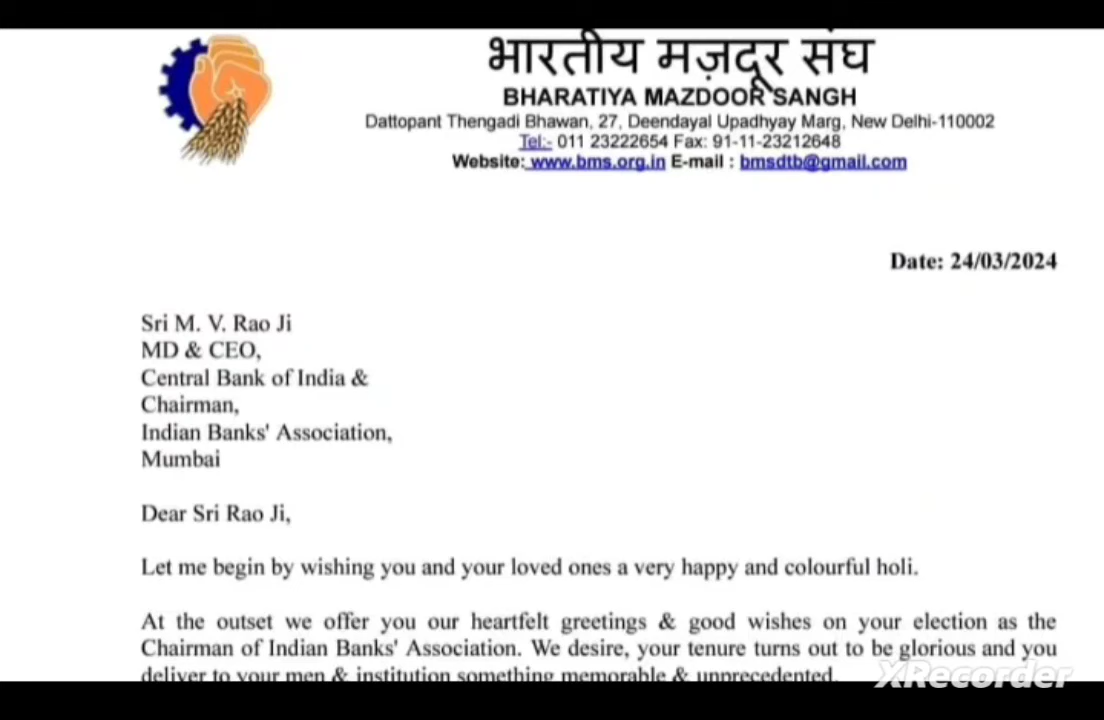 भारतीय मज़दूर संघ
BHARATIYA MAZDOOR SANGH
Dattopant Thengadi Bhawan, 27, Deendayal Upadhyay Marg, New Delhi-110002
Tel:- 011 23222654 Fax: 91-11-23212648
Website: www.bms.org.in E-mail : bmsdtb@gmail.com
Date: 24/03/2024
Sri M. V. Rao Ji
MD & CEO,
Central Bank of India &
Chairman,
Indian Banks' Association,
Mumbai
Dear Sri Rao Ji,
Let me begin by wishing you and your loved ones a very happy and colourful holi.
At the outset we offer you our heartfelt greetings & good wishes on your election as the
Chairman of Indian Banks' Association. We desire, your tenure turns out to be glorious and you
deliver to your men & institution something memorable & unprecedented.
XRecorder